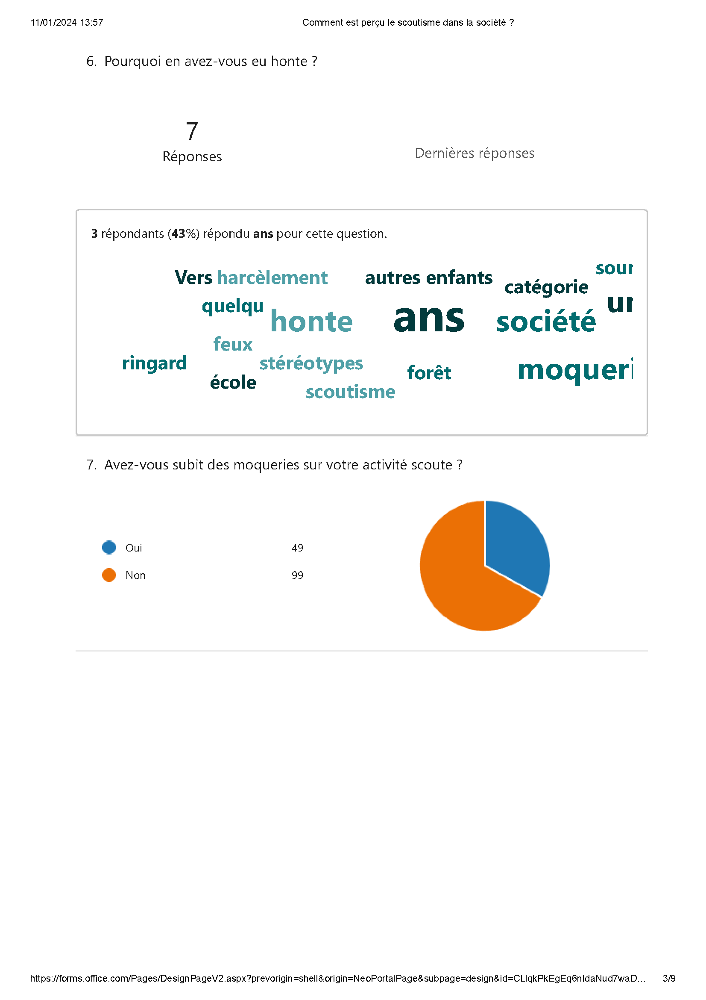 11/01/2024 13:57
Comment est perçu le scoutisme dans la société ?
6. Pourquoi en avez-vous eu honte ?
7
Réponses
Dernières réponses
3 répondants (43%) répondu ans pour cette question.
Vers harcèlement autres enfants catégorie
quelqu honte ans société
feux
ringard stéréotypes forêt moqueri
école
scoutisme
7. Avez-vous subit des moqueries sur votre activité scoute ?
Oui 49
Non 99
https://forms.office.com/Pages/DesignPageV2.aspx?prevorigin=shell&origin=NeoPortalPage&subpage=design&id=CLIqkPkEgEq6nIdaNud7waD...
3/9